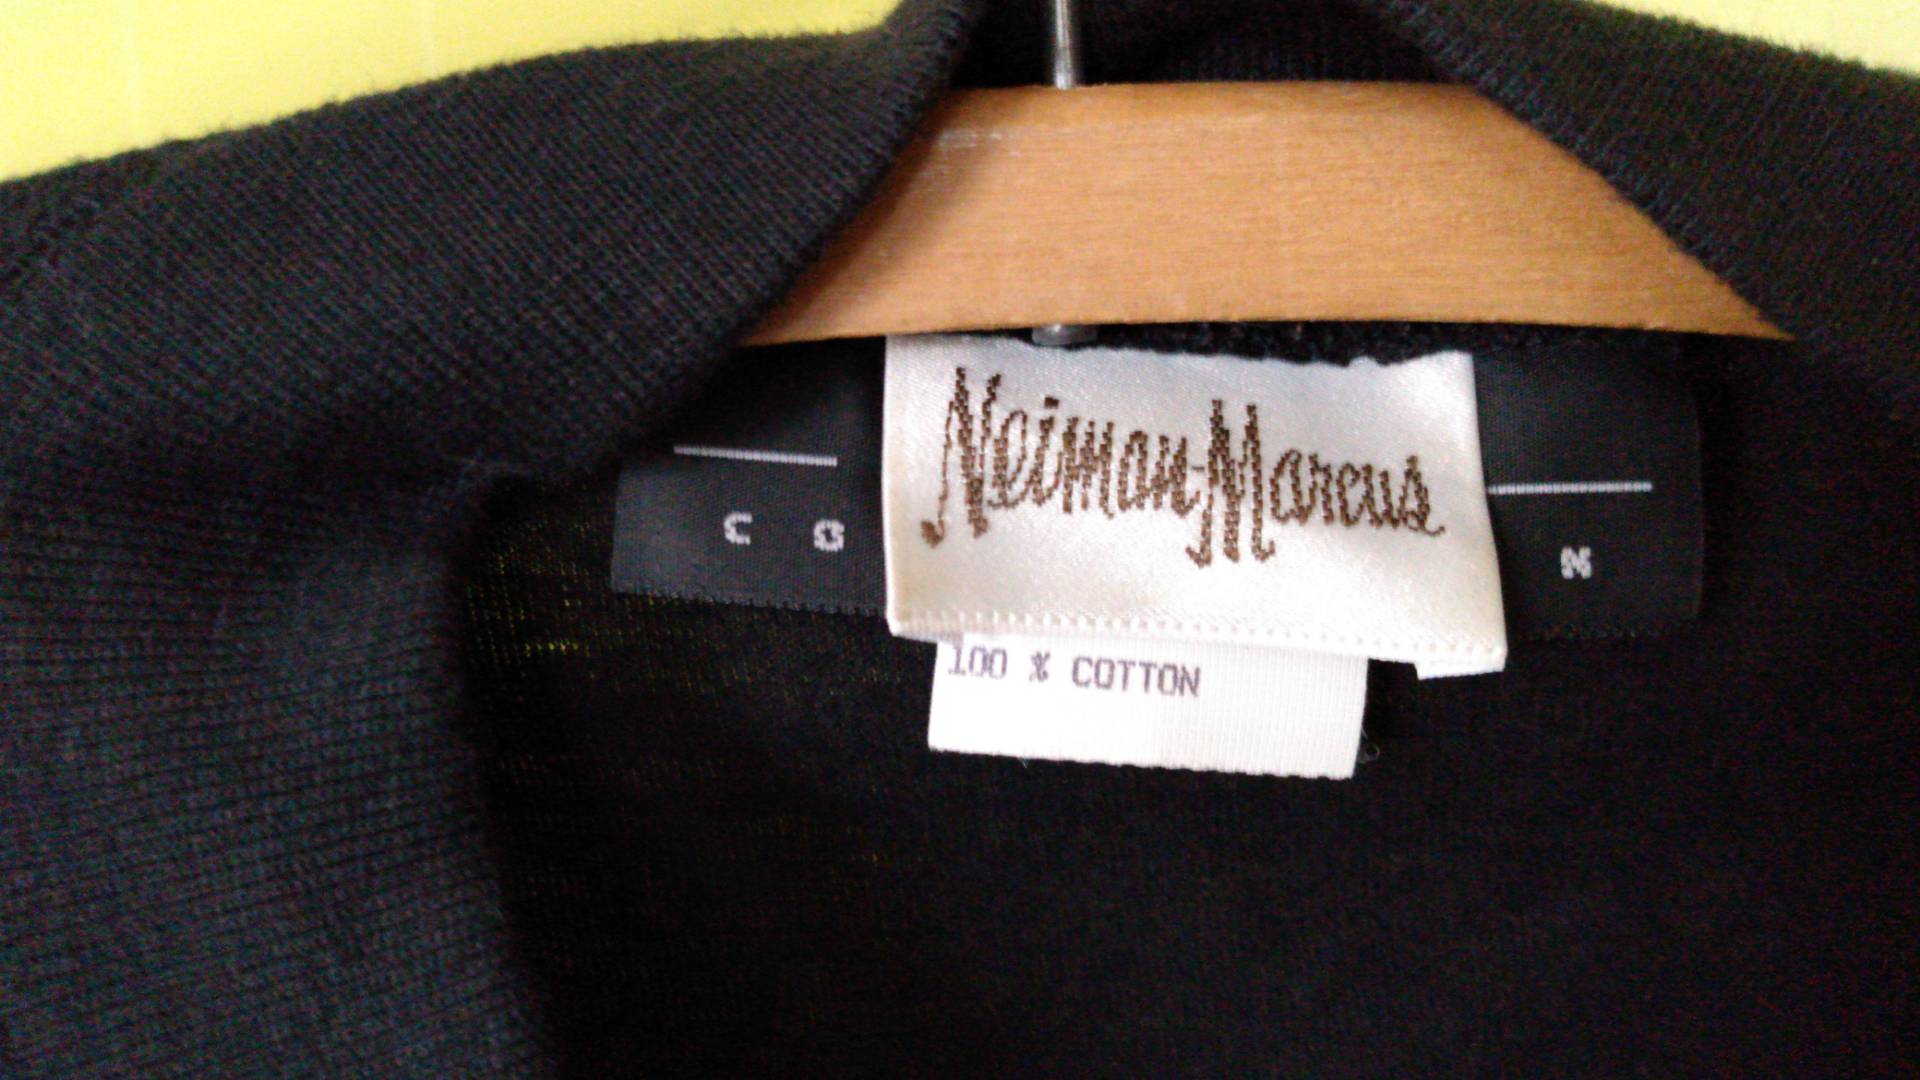 Neiman-Marcus
C G
N
100 % COTTON